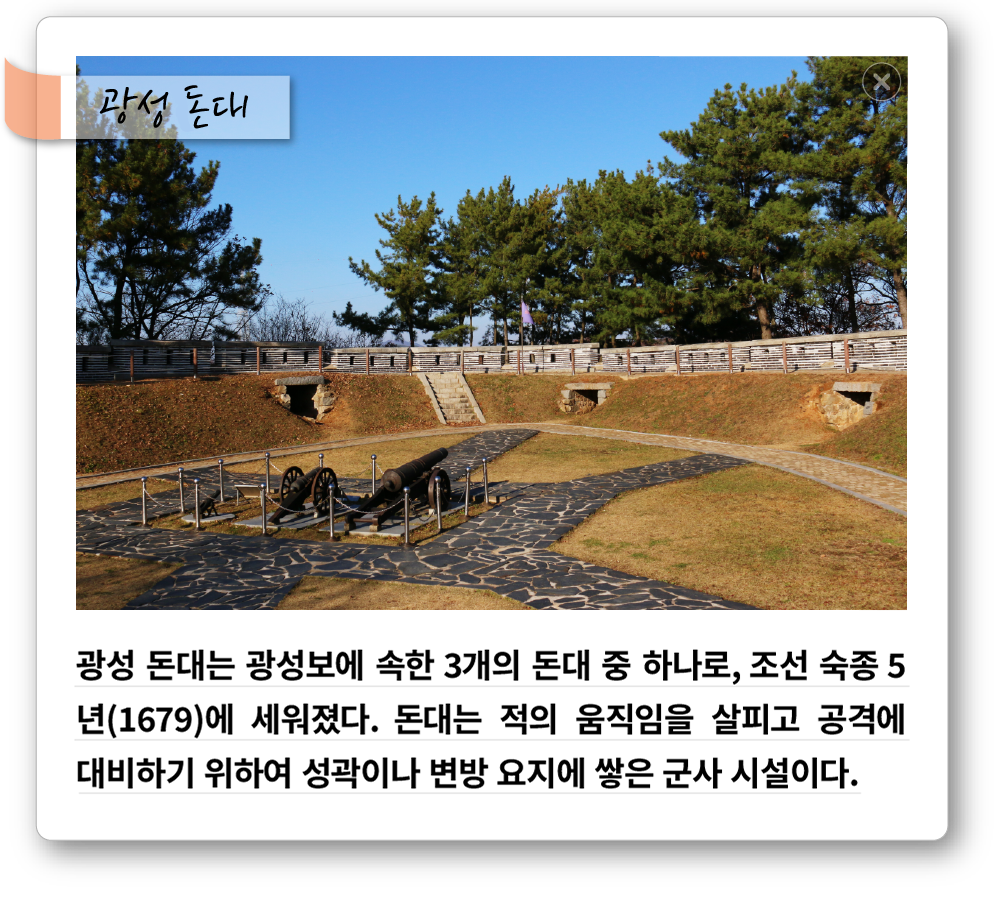 광성 돈대
광성 돈대는 광성보에 속한 3개의 돈대 중 하나로, 조선 숙종 5
년(1679)에 세워졌다. 돈대는 적의 움직임을 살피고 공격에
대비하기 위하여 성곽이나 변방 요지에 쌓은 군사 시설이다.